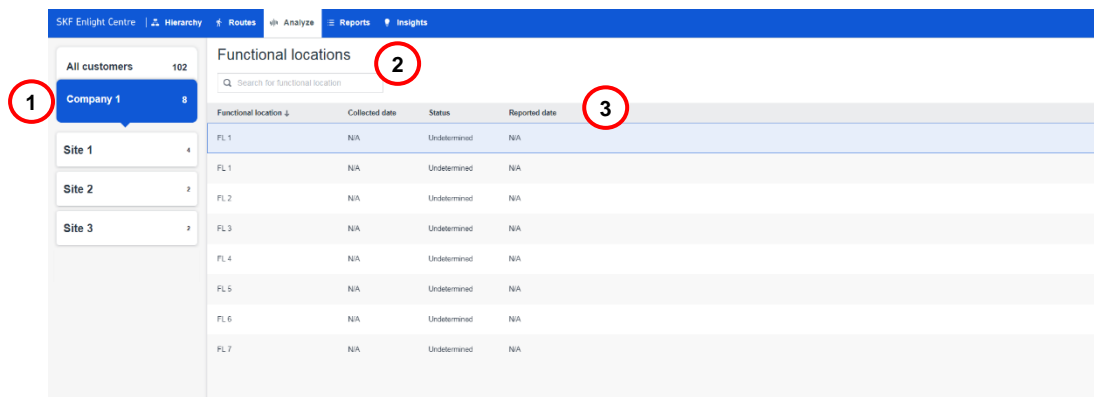 SKF Enlight Centre | Hierarchy Routes Analyze Reports Insights
All customers 102
1 Company 1 8
Site 1 4
Site 2 2
Site 3 2
Functional locations 2
Search for functional location
Functional location ↓ Collected date Status Reported date 3
FL 1 N/A Undetermined N/A
FL 1 N/A Undetermined N/A
FL 2 N/A Undetermined N/A
FL 3 N/A Undetermined N/A
FL 4 N/A Undetermined N/A
FL 5 N/A Undetermined N/A
FL 6 N/A Undetermined N/A
FL 7 N/A Undetermined N/A